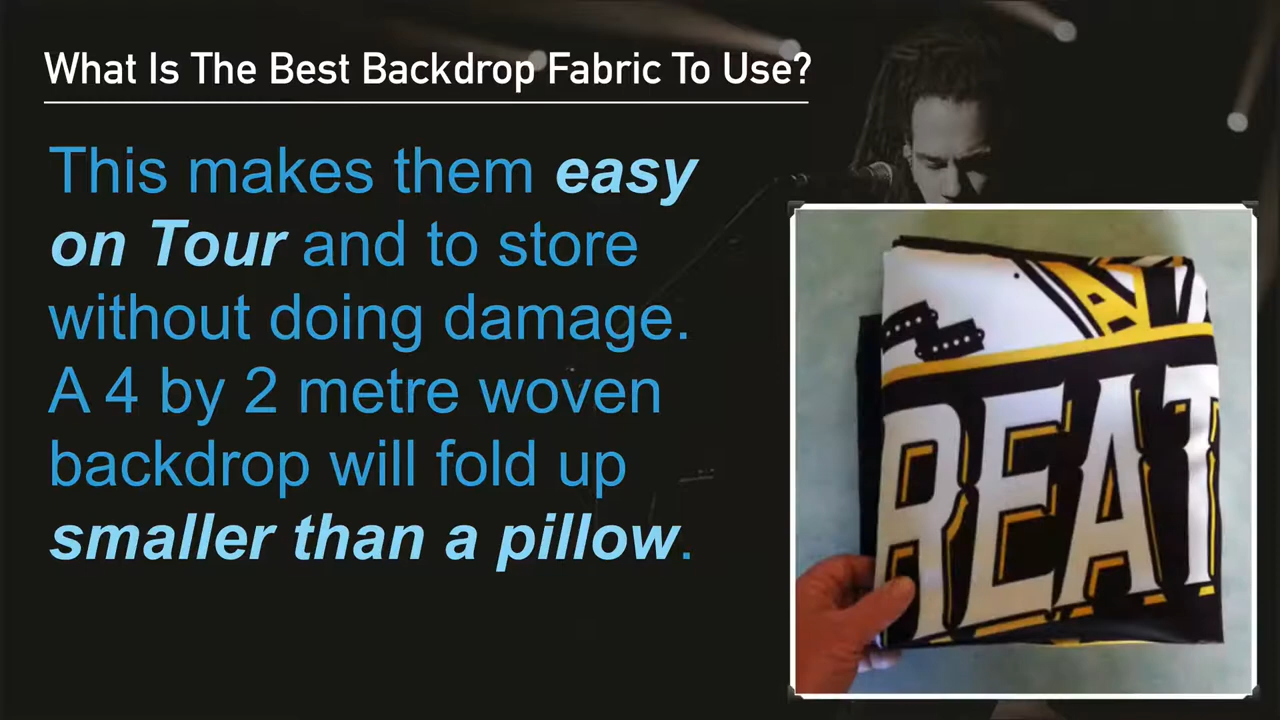 What Is The Best Backdrop Fabric To Use?
This makes them easy
on Tour and to store
without doing damage.
A 4 by 2 metre woven
backdrop will fold up
smaller than a pillow.
REAT